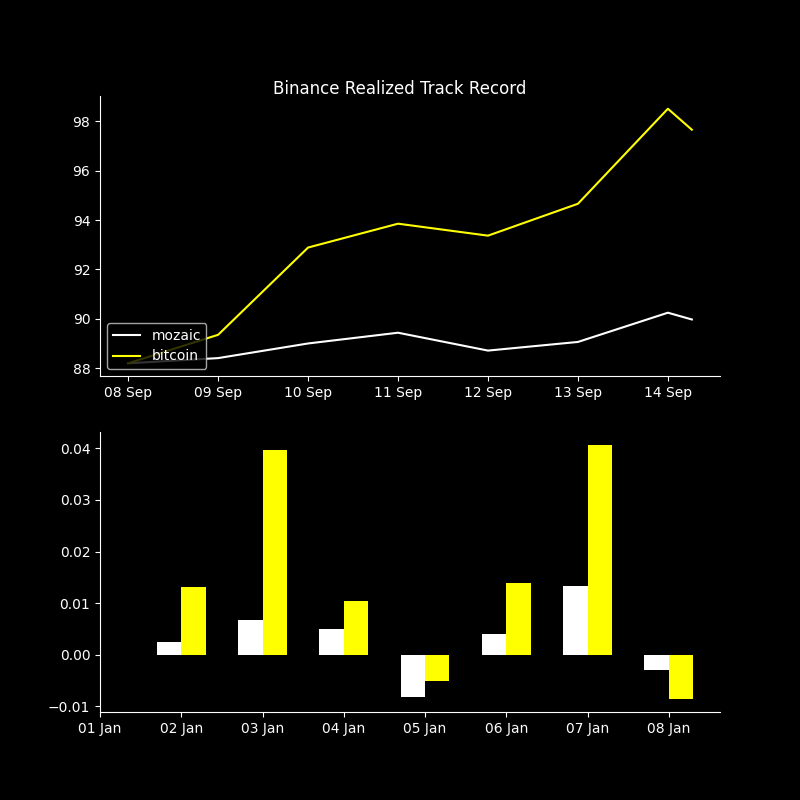 Binance Realized Track Record
98
96
94
92
90
88
mozaic
bitcoin
08 Sep 09 Sep 10 Sep 11 Sep 12 Sep 13 Sep 14 Sep
0.04
0.03
0.02
0.01
0.00
−0.01
01 Jan 02 Jan 03 Jan 04 Jan 05 Jan 06 Jan 07 Jan 08 Jan